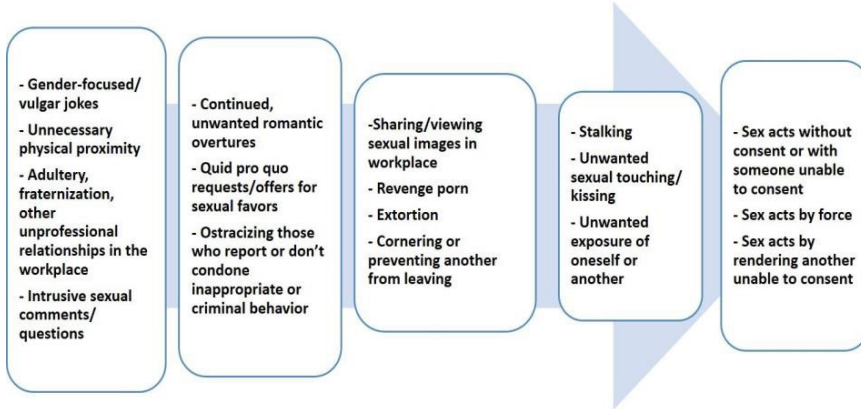 - Gender-focused/
vulgar jokes
- Unnecessary
physical proximity
- Adultery,
fraternization,
other
unprofessional
relationships in the
workplace
- Intrusive sexual
comments/
questions
- Continued,
unwanted romantic
overtures
- Quid pro quo
requests/offers for
sexual favors
- Ostracizing those
who report or don’t
condone
inappropriate or
criminal behavior
-Sharing/viewing
sexual images in
workplace
- Revenge porn
- Extortion
- Cornering or
preventing another
from leaving
- Stalking
- Unwanted
sexual touching/
kissing
- Unwanted
exposure of
oneself or
another
- Sex acts without
consent or with
someone unable
to consent
- Sex acts by force
- Sex acts by
rendering another
unable to consent